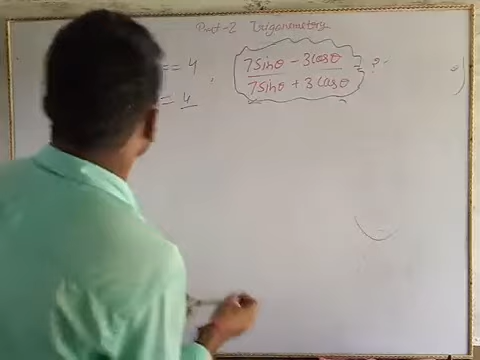 Part-2 Trigonometry
= 4, 7Sinθ - 3Cosθ = ?
7Sinθ + 3Cosθ
= 4